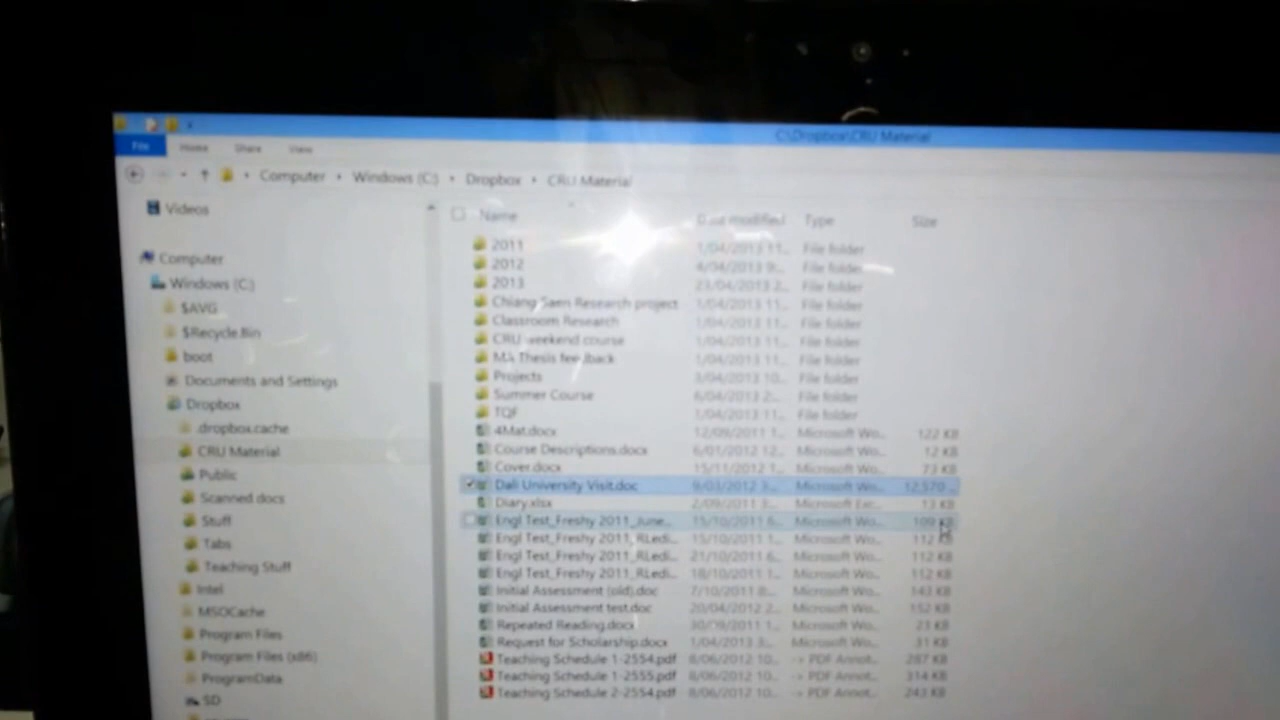 C:\Dropbox\CRU Material
File Home Share View
Computer Windows (C:) Dropbox CRU Material
Videos
Computer
Windows (C:)
$AVG
$Recycle.Bin
boot
Documents and Settings
Dropbox
.dropbox.cache
CRU Material
Public
Scanned docs
Stuff
Tabs
Teaching Stuff
Intel
MSOCache
Program Files
Program Files (x86)
ProgramData
SD
Name Date modified Type Size
2011 1/04/2013 11... File folder
2012 4/04/2013 9:... File folder
2013 23/04/2013 2... File folder
Chiang Saen Research project 1/04/2013 11... File folder
Classroom Research 1/04/2013 11... File folder
CRU weekend course 1/04/2013 11... File folder
MA Thesis feedback 1/04/2013 11... File folder
Projects 3/04/2013 10... File folder
Summer Course 6/04/2013 2:... File folder
TQF 1/04/2013 11... File folder
4Mat.docx 12/09/2011 1... Microsoft Wo... 122 KB
Course Descriptions.docx 6/01/2012 12... Microsoft Wo... 12 KB
Cover.docx 15/11/2012 1... Microsoft Wo... 73 KB
Dali University Visit.doc 9/03/2012 3:... Microsoft Wo... 12,570 ...
Diary.xlsx 2/09/2011 3:... Microsoft Exc... 13 KB
Engl Test_Freshy 2011_June... 15/10/2011 6... Microsoft Wo... 109 KB
Engl Test_Freshy 2011_RLedi... 15/10/2011 1... Microsoft Wo... 112 KB
Engl Test_Freshy 2011_RLedi... 21/10/2011 6... Microsoft Wo... 112 KB
Engl Test_Freshy 2011_RLedi... 18/10/2011 1... Microsoft Wo... 112 KB
Initial Assessment (old).doc 7/10/2011 8:... Microsoft Wo... 143 KB
Initial Assessment test.doc 20/04/2012 2... Microsoft Wo... 152 KB
Repeated Reading.docx Microsoft Wo... 23 KB
Request for Scholarship.docx 1/04/2013 3:... Microsoft Wo... 31 KB
Teaching Schedule 1-2554.pdf 8/06/2012 10... -> PDF Annot... 287 KB
Teaching Schedule 1-2555.pdf 8/06/2012 10... -> PDF Annot... 314 KB
Teaching Schedule 2-2554.pdf 8/06/2012 10... -> PDF Annot... 243 KB